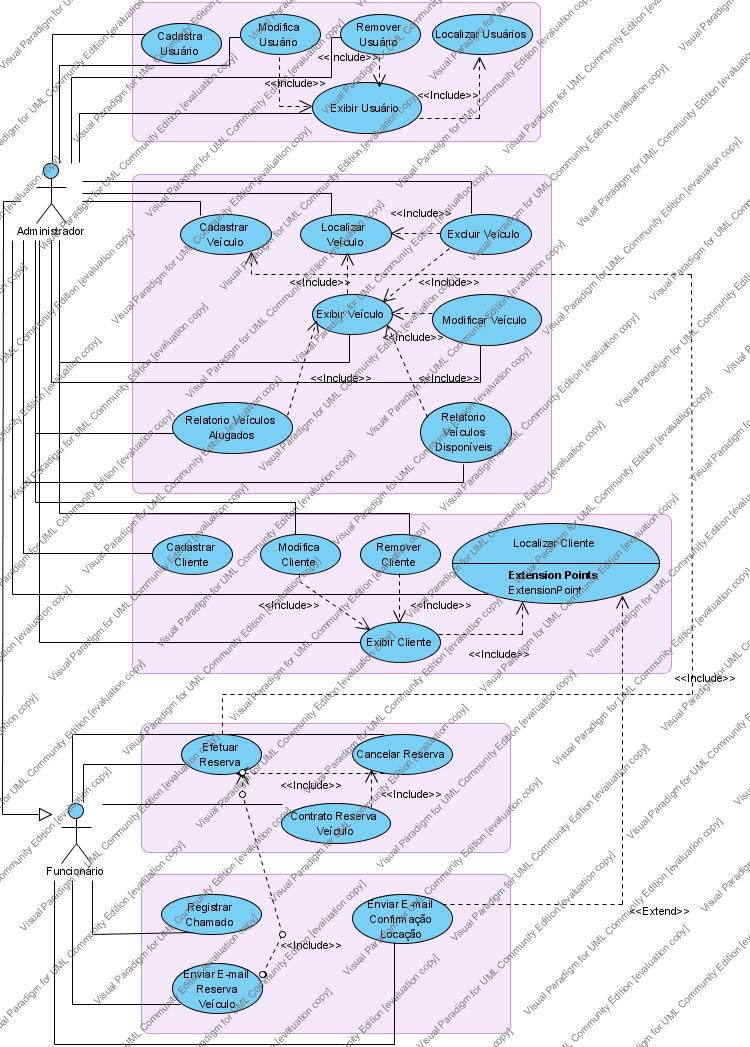 Cadastra
Usuário
Modifica
Usuário
Remover
Usuário
Localizar Usuários
<<Include>>
<<Include>>
<<Include>>
Exibir Usuário
Administrador
Cadastrar
Veículo
Localizar
Veículo
<<Include>>
Excluir Veículo
<<Include>>
<<Include>>
Exibir Veículo
Modificar Veículo
<<Include>>
<<Include>>
<<Include>>
Relatorio Veículos
Alugados
Relatorio
Veículos
Disponíveis
Cadastrar
Cliente
Modifica
Cliente
Remover
Cliente
Localizar Cliente
Extension Points
ExtensionPoint
<<Include>>
<<Include>>
Exibir Cliente
<<Include>>
<<Include>>
Efetuar
Reserva
Cancelar Reserva
<<Include>>
<<Include>>
Contrato Reserva
Veículo
Funcionário
Registrar
Chamado
Enviar E-mail
Confirmação
Locação
<<Extend>>
<<Include>>
Enviar E-mail
Reserva
Veículo
Visual Paradigm for UML Community Edition [evaluation copy]